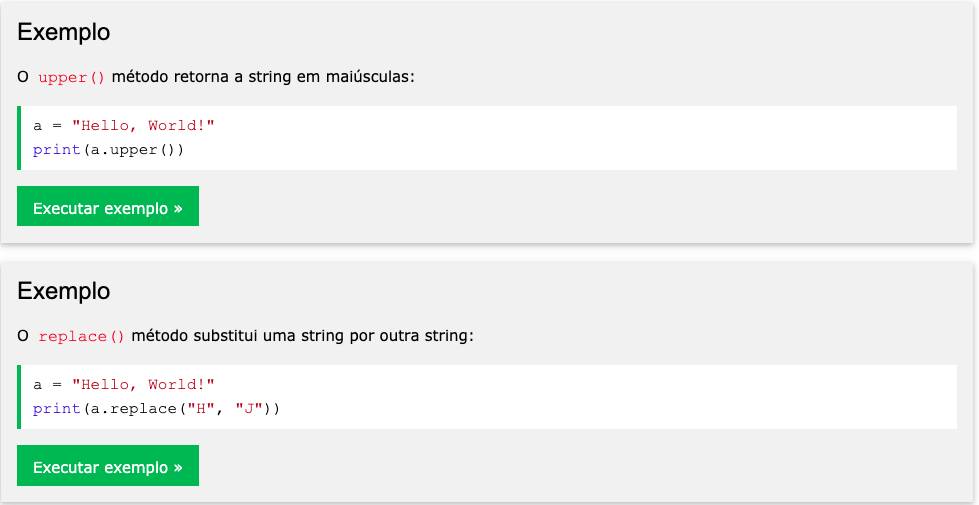 Exemplo
O upper() método retorna a string em maiúsculas:
a = "Hello, World!"
print(a.upper())
Executar exemplo »
Exemplo
O replace() método substitui uma string por outra string:
a = "Hello, World!"
print(a.replace("H", "J"))
Executar exemplo »